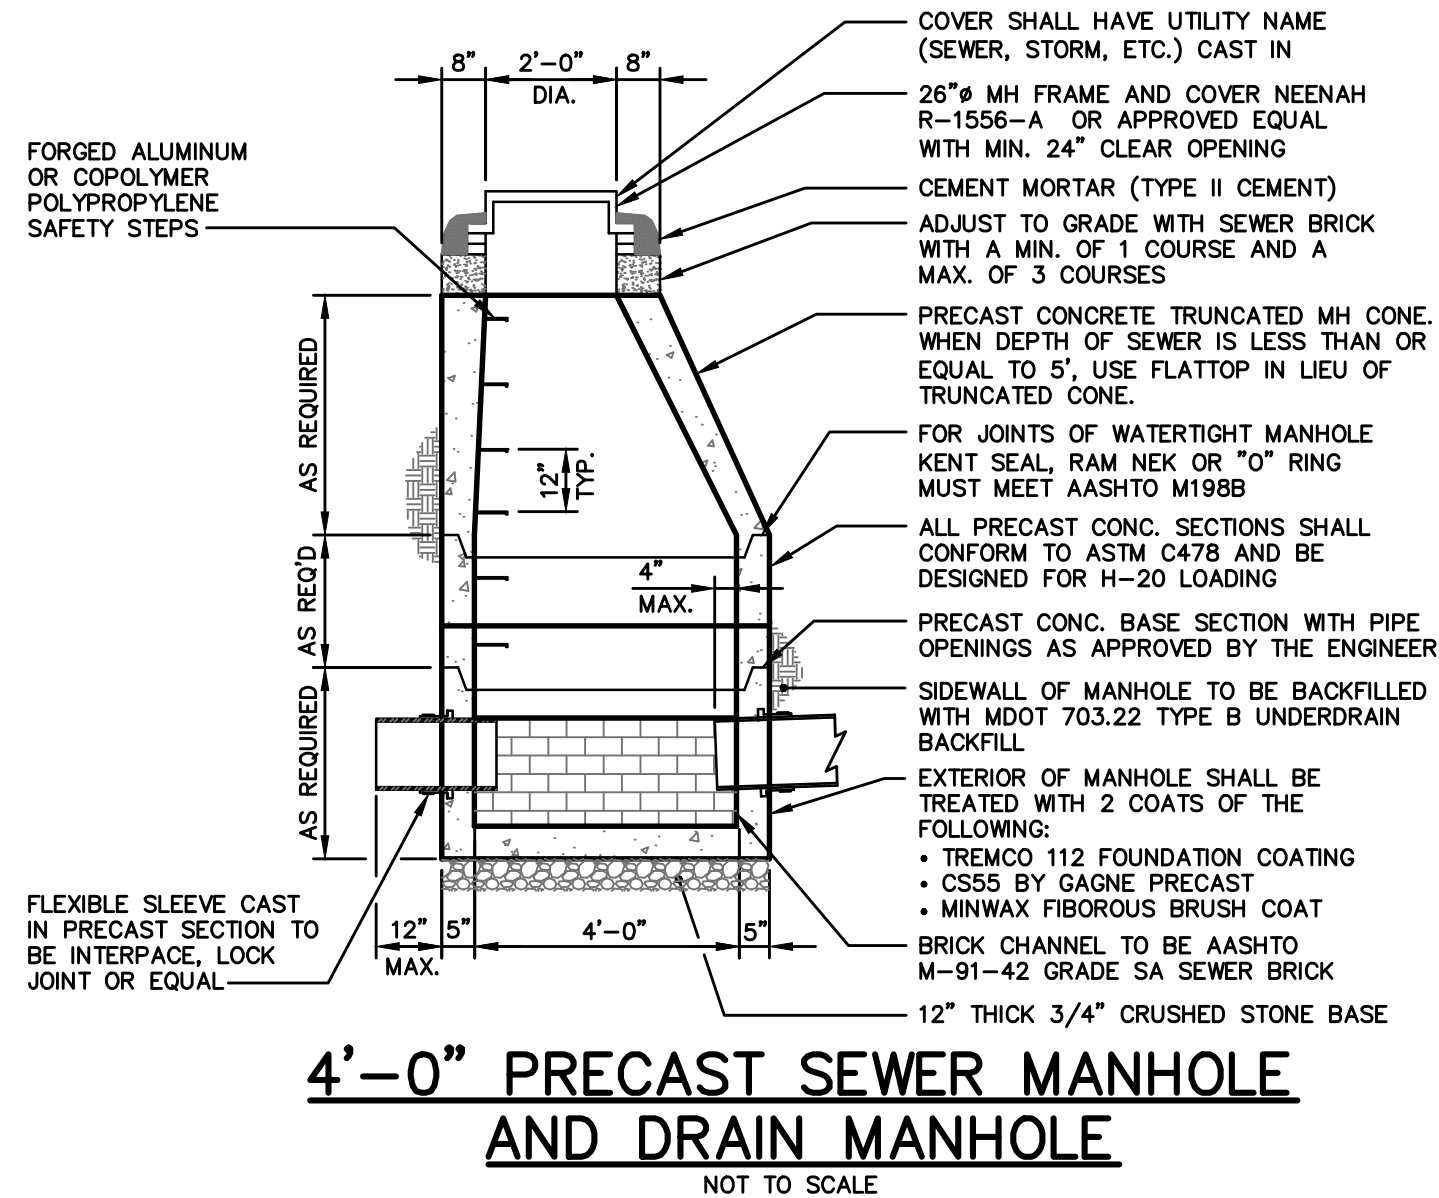 8" 2'-0" 8"
DIA.
COVER SHALL HAVE UTILITY NAME
(SEWER, STORM, ETC.) CAST IN
26"ø MH FRAME AND COVER NEENAH
R-1556-A OR APPROVED EQUAL
WITH MIN. 24" CLEAR OPENING
CEMENT MORTAR (TYPE II CEMENT)
ADJUST TO GRADE WITH SEWER BRICK
WITH A MIN. OF 1 COURSE AND A
MAX. OF 3 COURSES
PRECAST CONCRETE TRUNCATED MH CONE.
WHEN DEPTH OF SEWER IS LESS THAN OR
EQUAL TO 5', USE FLATTOP IN LIEU OF
TRUNCATED CONE.
FOR JOINTS OF WATERTIGHT MANHOLE
KENT SEAL, RAM NEK OR "O" RING
MUST MEET AASHTO M198B
ALL PRECAST CONC. SECTIONS SHALL
CONFORM TO ASTM C478 AND BE
DESIGNED FOR H-20 LOADING
PRECAST CONC. BASE SECTION WITH PIPE
OPENINGS AS APPROVED BY THE ENGINEER
SIDEWALL OF MANHOLE TO BE BACKFILLED
WITH MDOT 703.22 TYPE B UNDERDRAIN
BACKFILL
EXTERIOR OF MANHOLE SHALL BE
TREATED WITH 2 COATS OF THE
FOLLOWING:
• TREMCO 112 FOUNDATION COATING
• CS55 BY GAGNE PRECAST
• MINWAX FIBOROUS BRUSH COAT
BRICK CHANNEL TO BE AASHTO
M-91-42 GRADE SA SEWER BRICK
12" THICK 3/4" CRUSHED STONE BASE
FORGED ALUMINUM
OR COPOLYMER
POLYPROPYLENE
SAFETY STEPS
AS REQUIRED
AS REQ'D
AS REQUIRED
12"
TYP.
4"
MAX.
FLEXIBLE SLEEVE CAST
IN PRECAST SECTION TO
BE INTERPACE, LOCK
JOINT OR EQUAL
12" 5" 4'-0" 5"
MAX.
4'-0" PRECAST SEWER MANHOLE
AND DRAIN MANHOLE
NOT TO SCALE